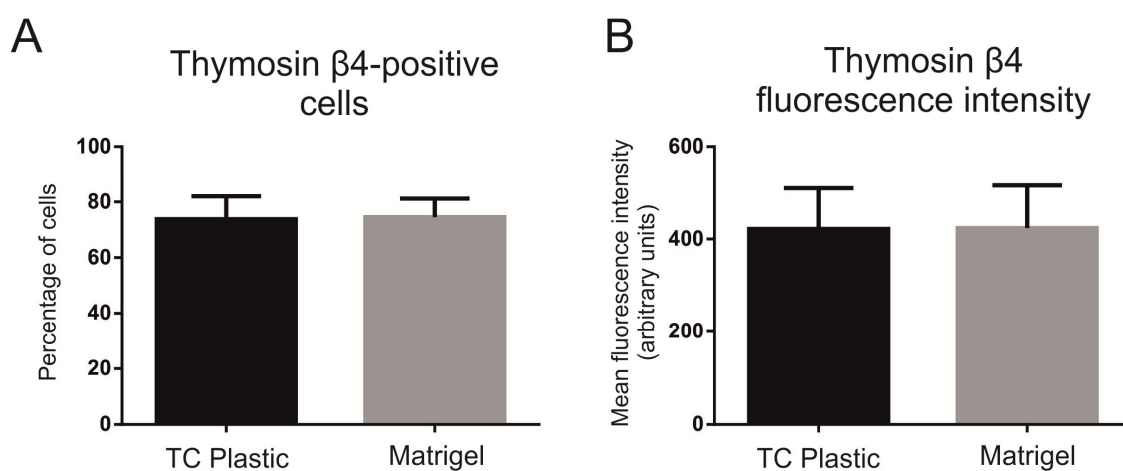 A
Thymosin β4-positive
cells
Percentage of cells
100
80
60
40
20
0
TC Plastic
Matrigel
B
Thymosin β4
fluorescence intensity
Mean fluorescence intensity
(arbitrary units)
600
400
200
0
TC Plastic
Matrigel